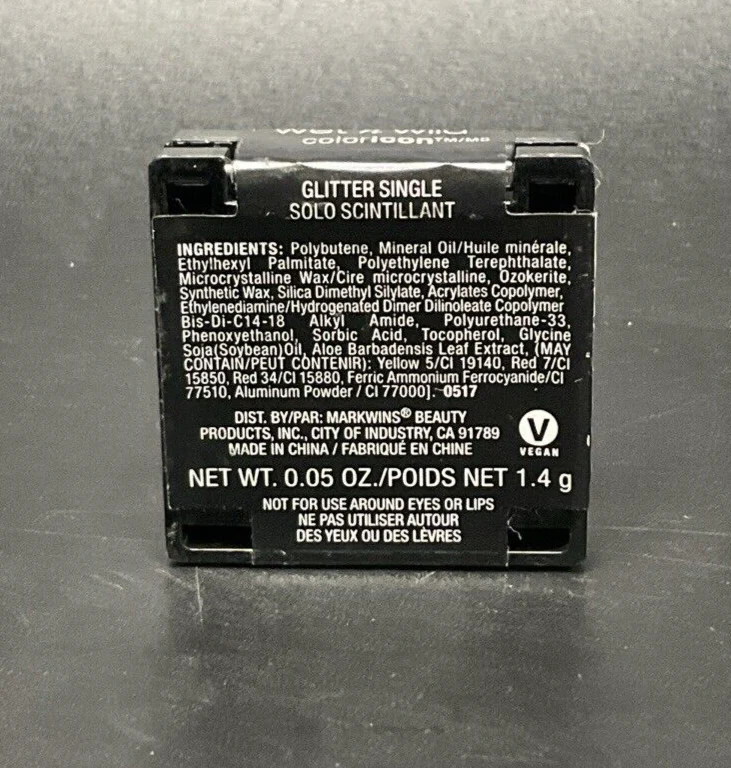 wet n wild
coloricon™/MD
GLITTER SINGLE
SOLO SCINTILLANT
INGREDIENTS: Polybutene, Mineral Oil/Huile minérale,
Ethylhexyl Palmitate, Polyethylene Terephthalate,
Microcrystalline Wax/Cire microcrystalline, Ozokerite,
Synthetic Wax, Silica Dimethyl Silylate, Acrylates Copolymer,
Ethylenediamine/Hydrogenated Dimer Dilinoleate Copolymer
Bis-Di-C14-18 Alkyl Amide, Polyurethane-33,
Phenoxyethanol, Sorbic Acid, Tocopherol, Glycine
Soja(Soybean)Oil, Aloe Barbadensis Leaf Extract, (MAY
CONTAIN/PEUT CONTENIR): Yellow 5/CI 19140, Red 7/CI
15850, Red 34/CI 15880, Ferric Ammonium Ferrocyanide/CI
77510, Aluminum Powder / CI 77000]. 0517
DIST. BY/PAR: MARKWINS® BEAUTY
PRODUCTS, INC., CITY OF INDUSTRY, CA 91789
MADE IN CHINA / FABRIQUÉ EN CHINE
V
VEGAN
NET WT. 0.05 OZ./POIDS NET 1.4 g
NOT FOR USE AROUND EYES OR LIPS
NE PAS UTILISER AUTOUR
DES YEUX OU DES LÈVRES